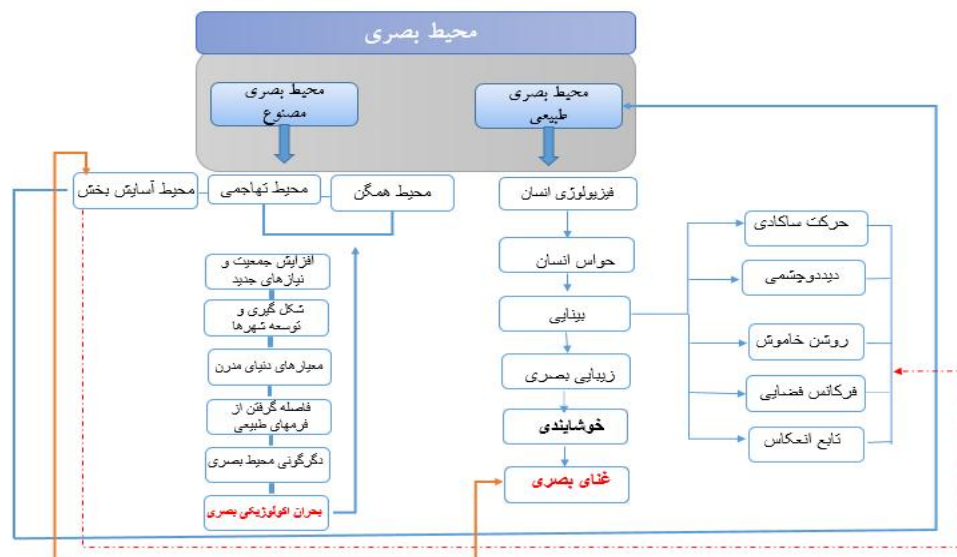 محیط بصری
محیط بصری
طبیعی
محیط بصری
مصنوع
فیزیولوژی انسان
حواس انسان
بینایی
زیبایی بصری
خوشایندی
غنای بصری
حرکت ساکادی
دیددوچشمی
روشن خاموش
فرکانس فضایی
تابع انعکاس
محیط همگن
محیط تهاجمی
محیط آسایش بخش
افزایش جمعیت و
نیازهای جدید
شکل گیری و
توسعه شهرها
معیارهای دنیای مدرن
فاصله گرفتن از
فرمهای طبیعی
دگرگونی محیط بصری
بحران اکولوژیکی بصری